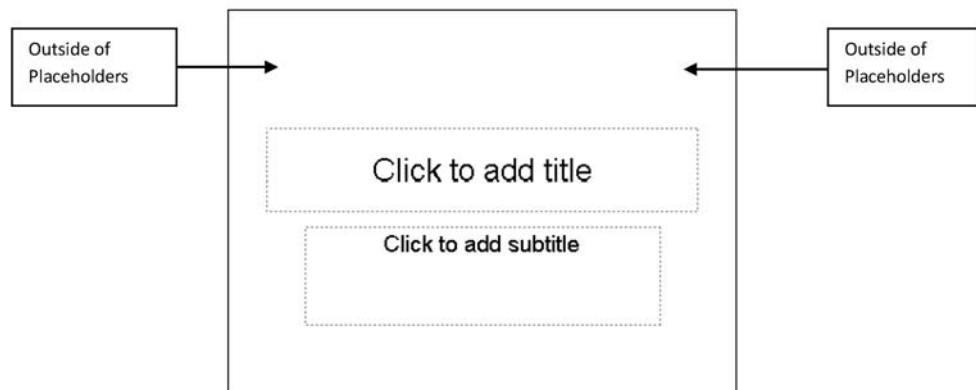 Outside of
Placeholders
Outside of
Placeholders
Click to add title
Click to add subtitle